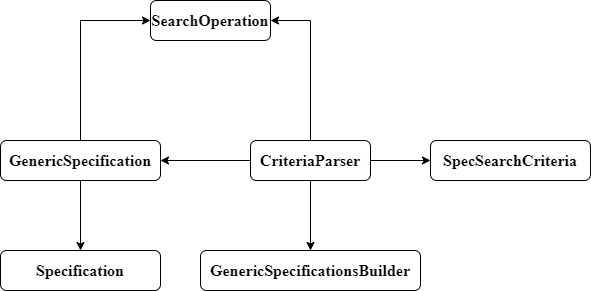 SearchOperation
GenericSpecification
CriteriaParser
SpecSearchCriteria
Specification
GenericSpecificationsBuilder